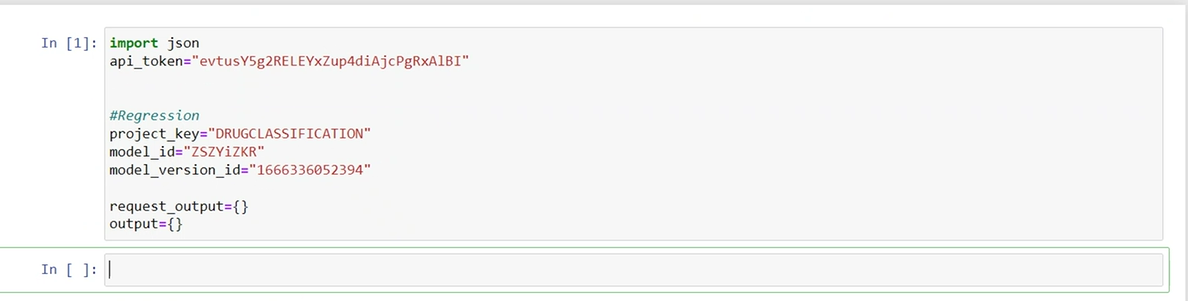 In [1]: import json
api_token="evtusY5g2RELEYxZup4diAjcPgRxAlBI"
#Regression
project_key="DRUGCLASSIFICATION"
model_id="ZSZYiZKR"
model_version_id="1666336052394"
request_output={}
output={}
In [ ]: